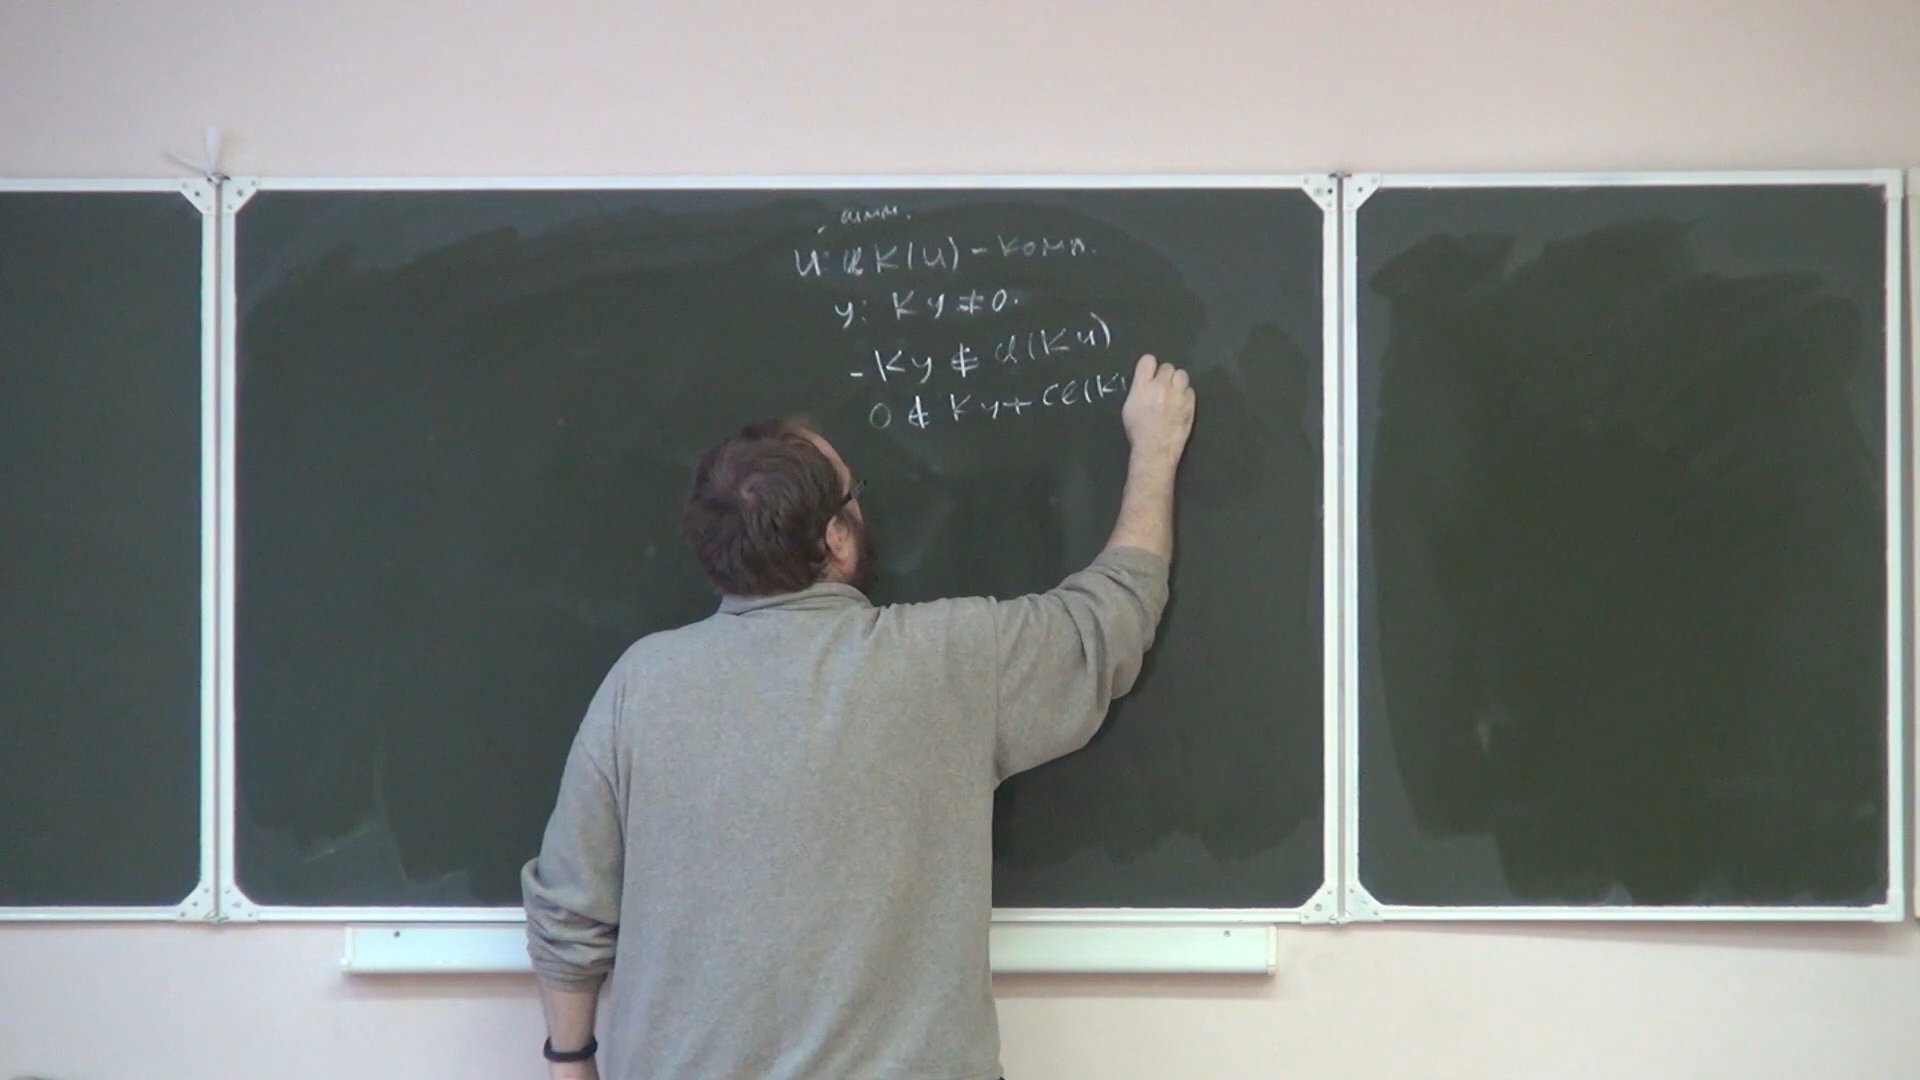 симм.
U: cl K(U) - комп.
y: Ky ≠ 0.
-Ky ∉ cl(KU)
0 ∉ Ky + cl(K